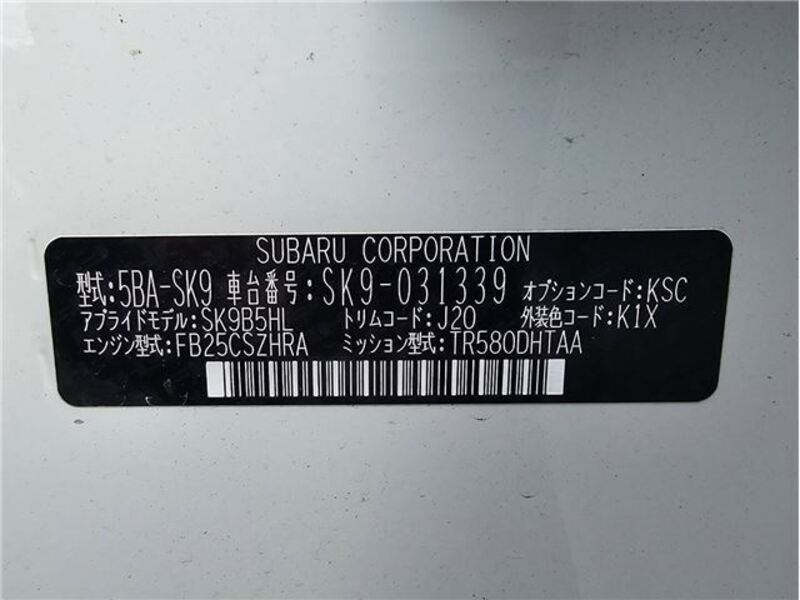 SUBARU CORPORATION
型式:5BA-SK9 車台番号:SK9-031339 オプションコード:KSC
アプライドモデル:SK9B5HL トリムコード:J20 外装色コード:K1X
エンジン型式:FB25CSZHRA ミッション型式:TR580DHTAA